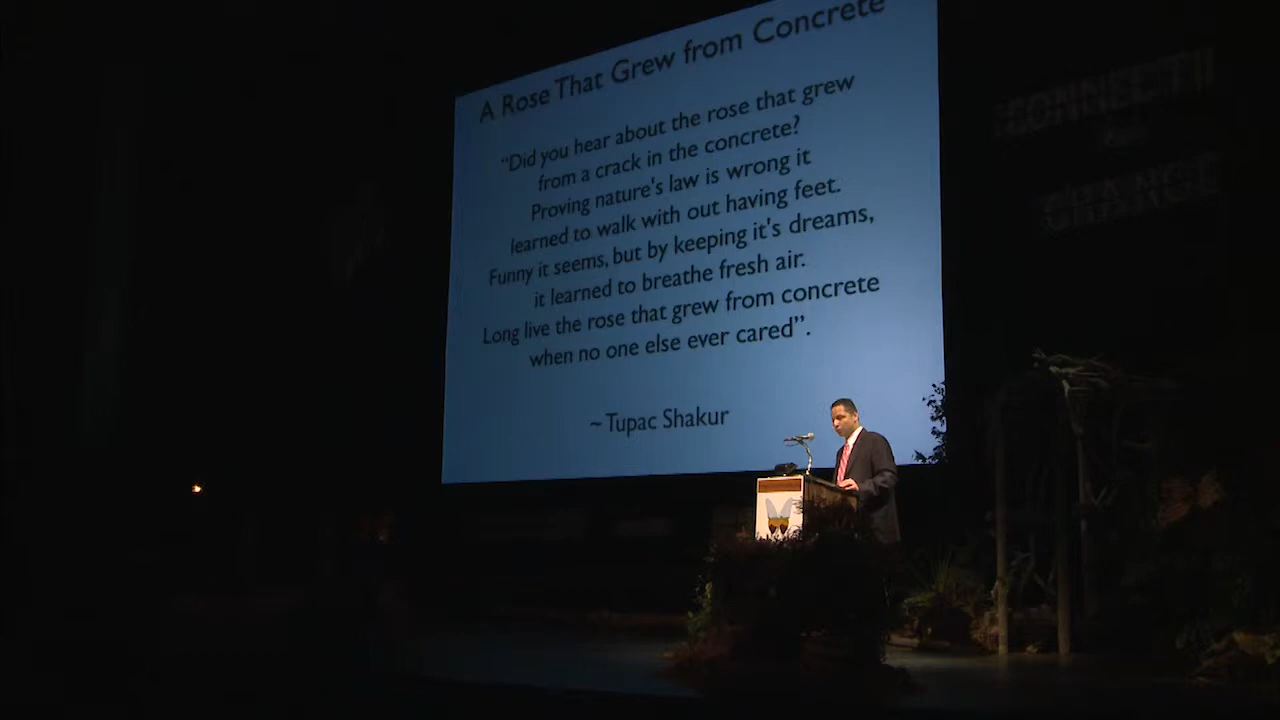 A Rose That Grew from Concrete
“Did you hear about the rose that grew
from a crack in the concrete?
Proving nature's law is wrong it
learned to walk with out having feet.
Funny it seems, but by keeping it's dreams,
it learned to breathe fresh air.
Long live the rose that grew from concrete
when no one else ever cared”.
~ Tupac Shakur
CHANGE